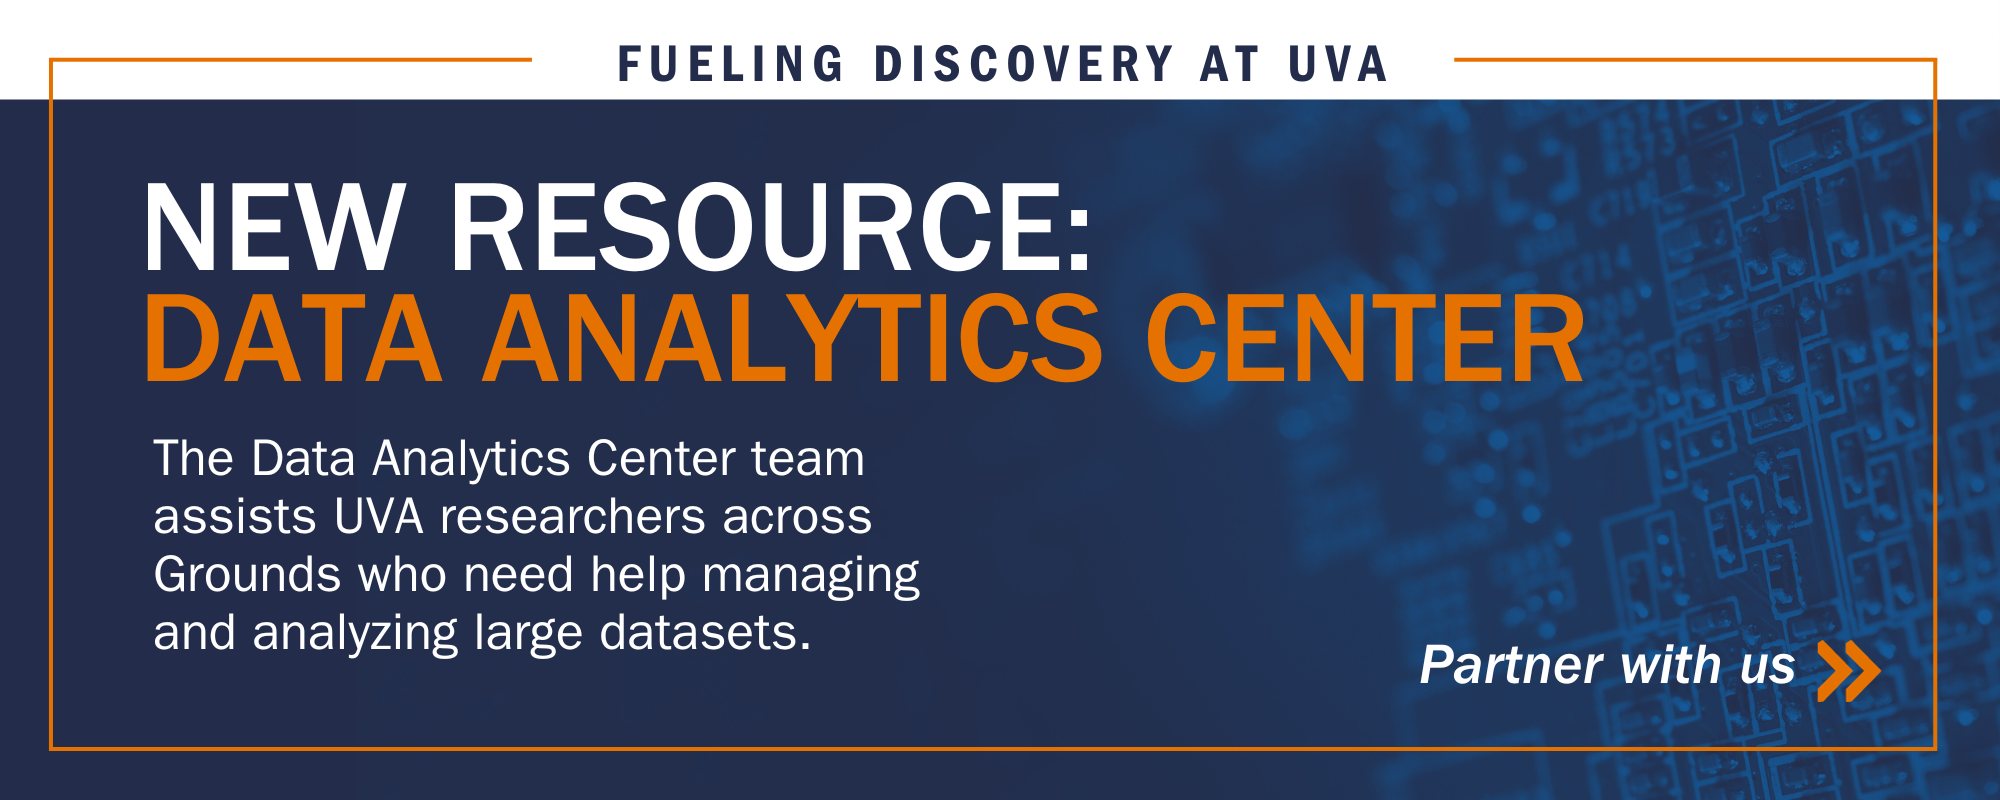 FUELING DISCOVERY AT UVA
NEW RESOURCE:
DATA ANALYTICS CENTER
The Data Analytics Center team
assists UVA researchers across
Grounds who need help managing
and analyzing large datasets.
Partner with us
C714